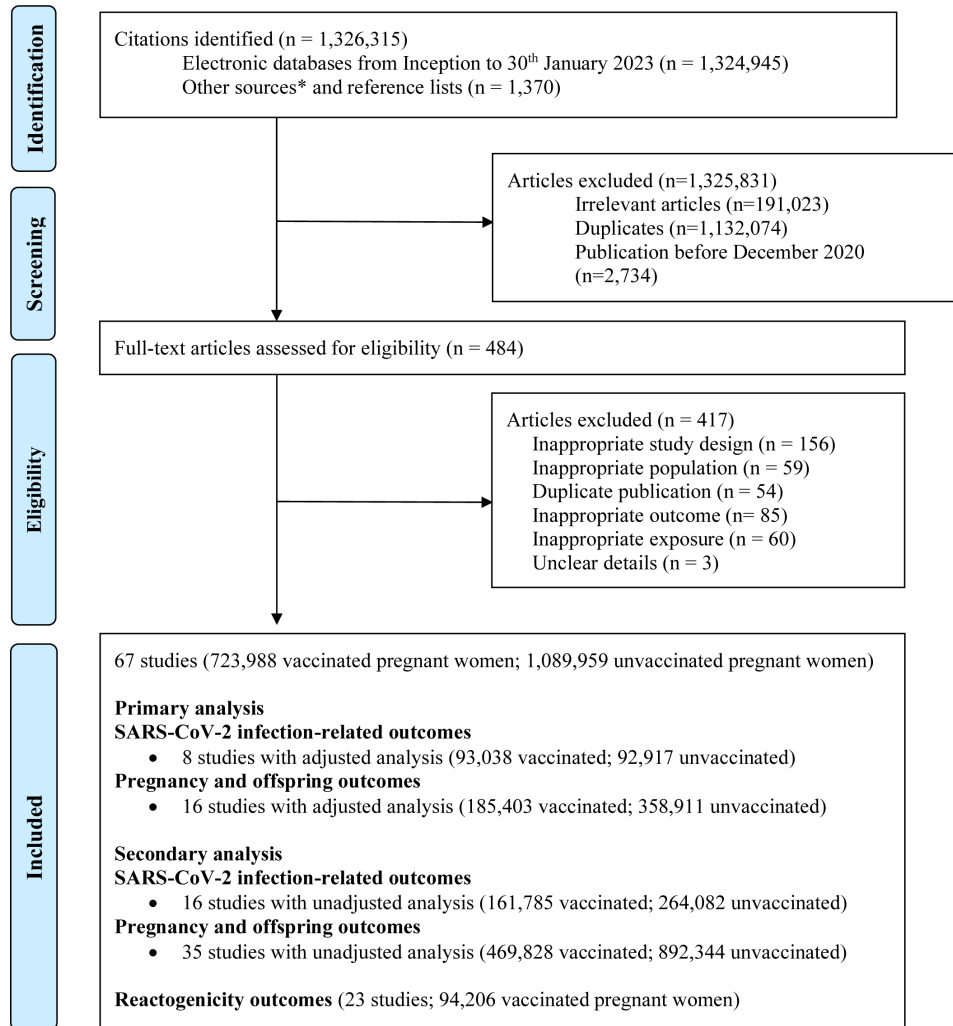 Identification
Citations identified (n = 1,326,315)
Electronic databases from Inception to 30th January 2023 (n = 1,324,945)
Other sources* and reference lists (n = 1,370)
Screening
Articles excluded (n=1,325,831)
Irrelevant articles (n=191,023)
Duplicates (n=1,132,074)
Publication before December 2020
(n=2,734)
Full-text articles assessed for eligibility (n = 484)
Eligibility
Articles excluded (n = 417)
Inappropriate study design (n = 156)
Inappropriate population (n = 59)
Duplicate publication (n = 54)
Inappropriate outcome (n= 85)
Inappropriate exposure (n = 60)
Unclear details (n = 3)
Included
67 studies (723,988 vaccinated pregnant women; 1,089,959 unvaccinated pregnant women)
Primary analysis
SARS-CoV-2 infection-related outcomes
• 8 studies with adjusted analysis (93,038 vaccinated; 92,917 unvaccinated)
Pregnancy and offspring outcomes
• 16 studies with adjusted analysis (185,403 vaccinated; 358,911 unvaccinated)
Secondary analysis
SARS-CoV-2 infection-related outcomes
• 16 studies with unadjusted analysis (161,785 vaccinated; 264,082 unvaccinated)
Pregnancy and offspring outcomes
• 35 studies with unadjusted analysis (469,828 vaccinated; 892,344 unvaccinated)
Reactogenicity outcomes (23 studies; 94,206 vaccinated pregnant women)